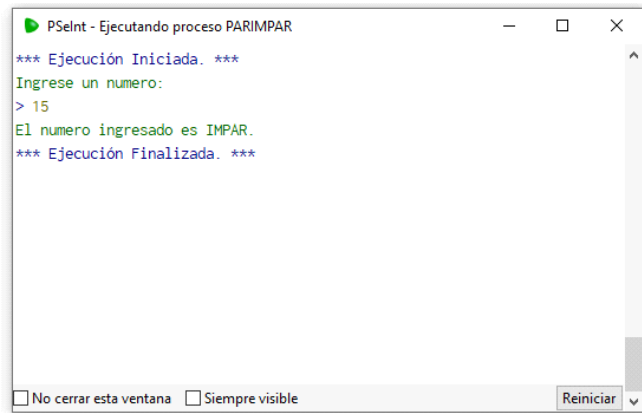 PSeInt - Ejecutando proceso PARIMPAR
*** Ejecución Iniciada. ***
Ingrese un numero:
> 15
El numero ingresado es IMPAR.
*** Ejecución Finalizada. ***
No cerrar esta ventana Siempre visible Reiniciar